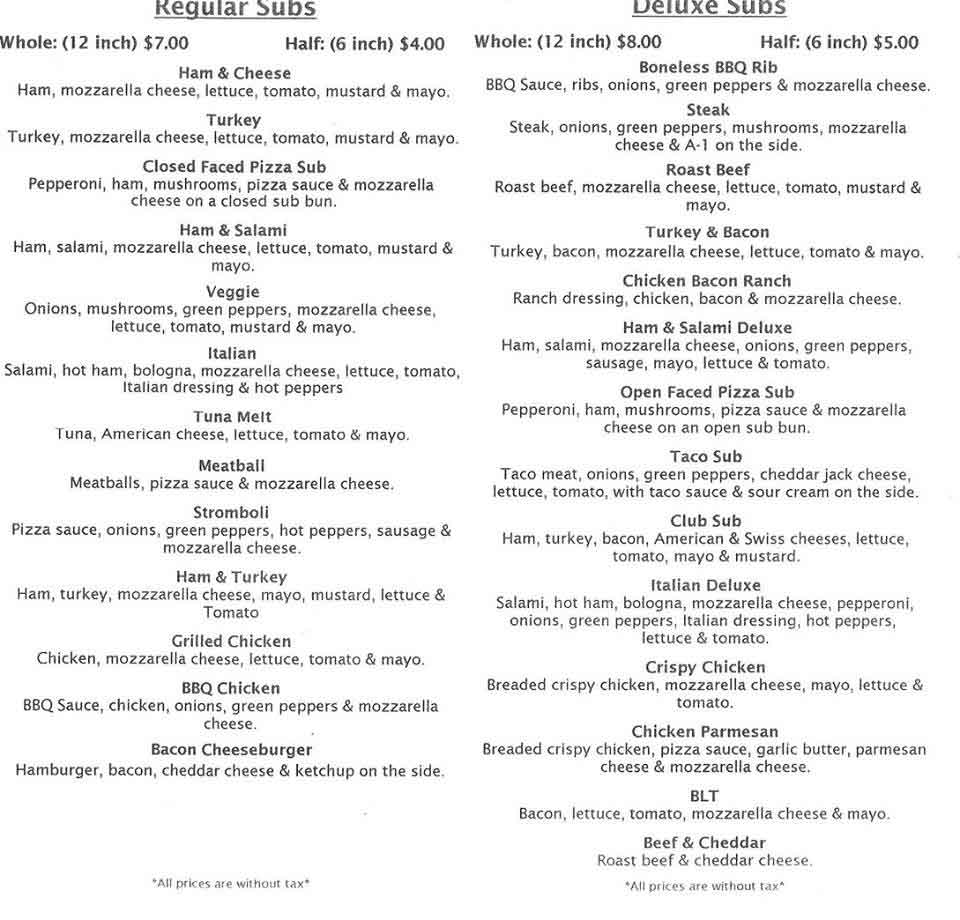 Regular Subs
Whole: (12 inch) $7.00 Half: (6 inch) $4.00
Ham & Cheese
Ham, mozzarella cheese, lettuce, tomato, mustard & mayo.
Turkey
Turkey, mozzarella cheese, lettuce, tomato, mustard & mayo.
Closed Faced Pizza Sub
Pepperoni, ham, mushrooms, pizza sauce & mozzarella
cheese on a closed sub bun.
Ham & Salami
Ham, salami, mozzarella cheese, lettuce, tomato, mustard &
mayo.
Veggie
Onions, mushrooms, green peppers, mozzarella cheese,
lettuce, tomato, mustard & mayo.
Italian
Salami, hot ham, bologna, mozzarella cheese, lettuce, tomato,
Italian dressing & hot peppers
Tuna Melt
Tuna, American cheese, lettuce, tomato & mayo.
Meatball
Meatballs, pizza sauce & mozzarella cheese.
Stromboli
Pizza sauce, onions, green peppers, hot peppers, sausage &
mozzarella cheese.
Ham & Turkey
Ham, turkey, mozzarella cheese, mayo, mustard, lettuce &
Tomato
Grilled Chicken
Chicken, mozzarella cheese, lettuce, tomato & mayo.
BBQ Chicken
BBQ Sauce, chicken, onions, green peppers & mozzarella
cheese.
Bacon Cheeseburger
Hamburger, bacon, cheddar cheese & ketchup on the side.
*All prices are without tax*
Deluxe Subs
Whole: (12 inch) $8.00 Half: (6 inch) $5.00
Boneless BBQ Rib
BBQ Sauce, ribs, onions, green peppers & mozzarella cheese.
Steak
Steak, onions, green peppers, mushrooms, mozzarella
cheese & A-1 on the side.
Roast Beef
Roast beef, mozzarella cheese, lettuce, tomato, mustard &
mayo.
Turkey & Bacon
Turkey, bacon, mozzarella cheese, lettuce, tomato & mayo.
Chicken Bacon Ranch
Ranch dressing, chicken, bacon & mozzarella cheese.
Ham & Salami Deluxe
Ham, salami, mozzarella cheese, onions, green peppers,
sausage, mayo, lettuce & tomato.
Open Faced Pizza Sub
Pepperoni, ham, mushrooms, pizza sauce & mozzarella
cheese on an open sub bun.
Taco Sub
Taco meat, onions, green peppers, cheddar jack cheese,
lettuce, tomato, with taco sauce & sour cream on the side.
Club Sub
Ham, turkey, bacon, American & Swiss cheeses, lettuce,
tomato, mayo & mustard.
Italian Deluxe
Salami, hot ham, bologna, mozzarella cheese, pepperoni,
onions, green peppers, Italian dressing, hot peppers,
lettuce & tomato.
Crispy Chicken
Breaded crispy chicken, mozzarella cheese, mayo, lettuce &
tomato.
Chicken Parmesan
Breaded crispy chicken, pizza sauce, garlic butter, parmesan
cheese & mozzarella cheese.
BLT
Bacon, lettuce, tomato, mozzarella cheese & mayo.
Beef & Cheddar
Roast beef & cheddar cheese.
*All prices are without tax*